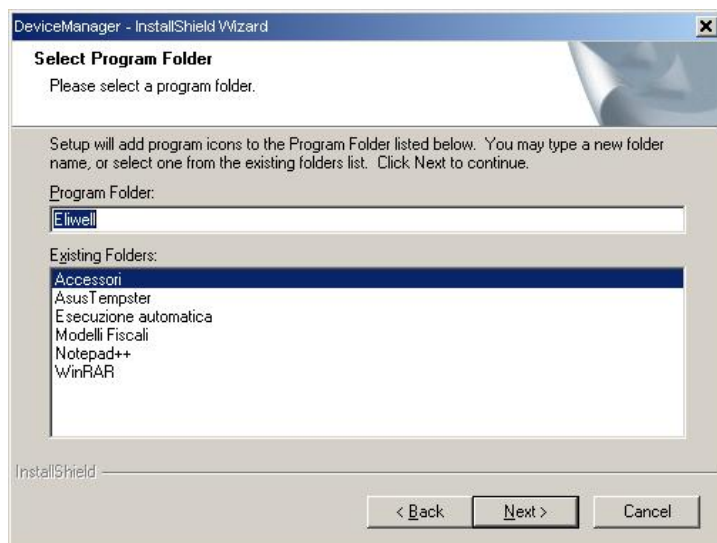 DeviceManager - InstallShield Wizard
Select Program Folder
Please select a program folder.
Setup will add program icons to the Program Folder listed below. You may type a new folder
name, or select one from the existing folders list. Click Next to continue.
Program Folder:
Eliwell
Existing Folders:
Accessori
AsusTempster
Esecuzione automatica
Modelli Fiscali
Notepad++
WinRAR
InstallShield
< Back
Next >
Cancel